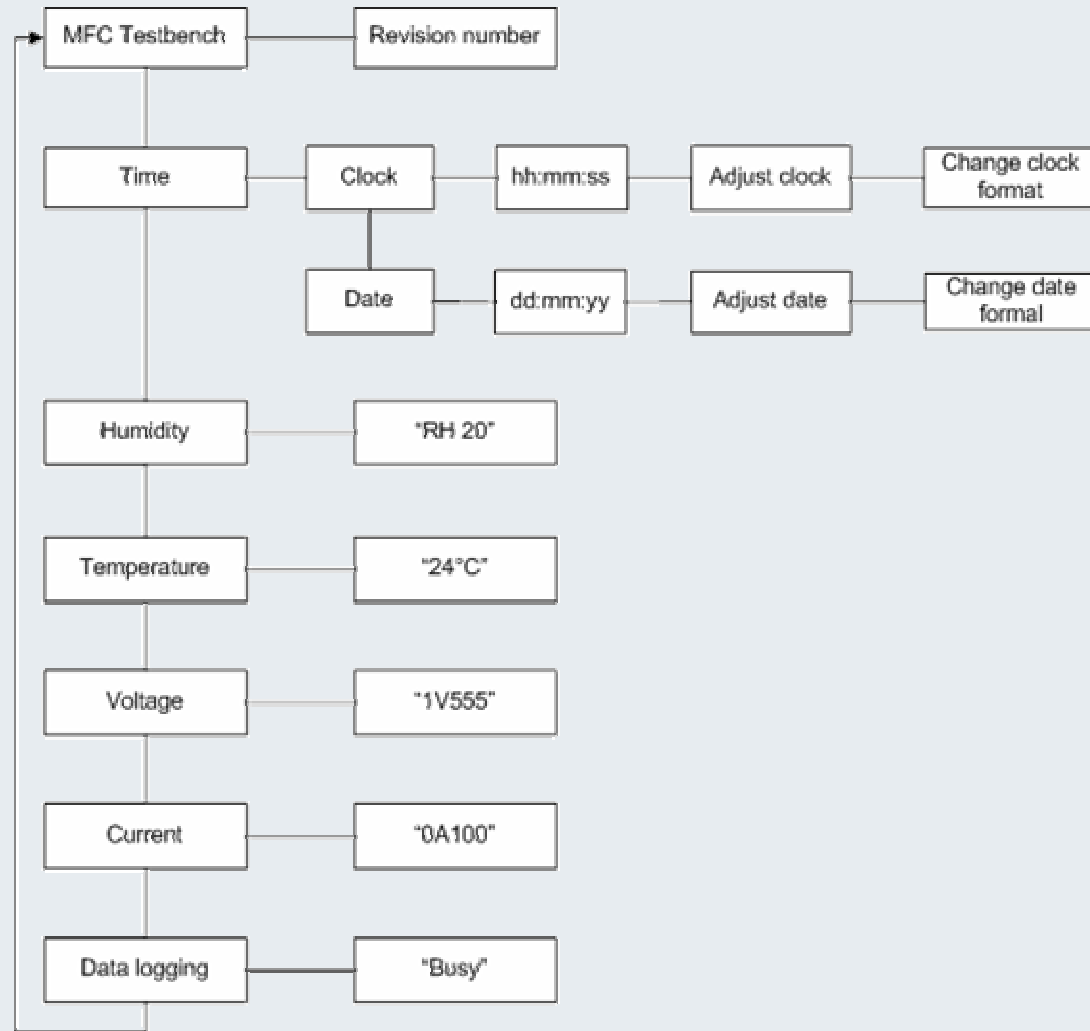 MFC Testbench
Revision number
Time
Clock
hh:mm:ss
Adjust clock
Change clock
format
Date
dd:mm:yy
Adjust date
Change date
formal
Humidity
“RH 20”
Temperature
“24°C”
Voltage
“1V555”
Current
“0A100”
Data logging
“Busy”